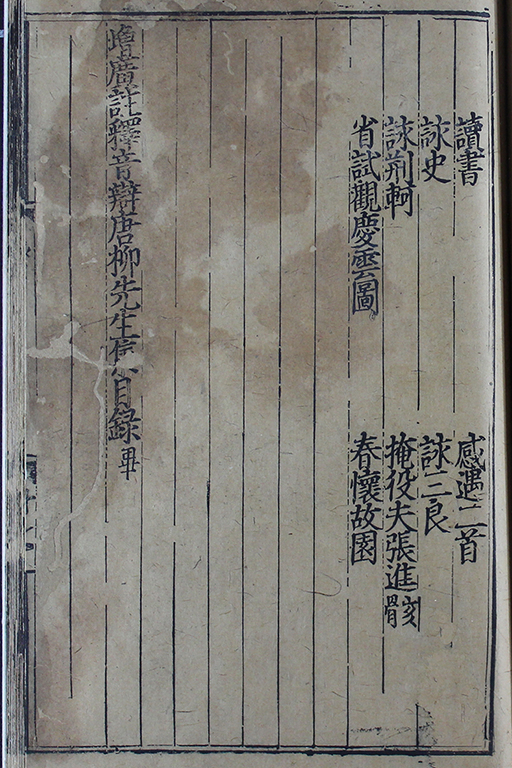 讀書　感遇二首
詠史　詠三良
詠荆軻　掩役夫張進骸
省試觀慶雲圖　春懷故園
增廣註釋音辯唐柳先生集目録 畢